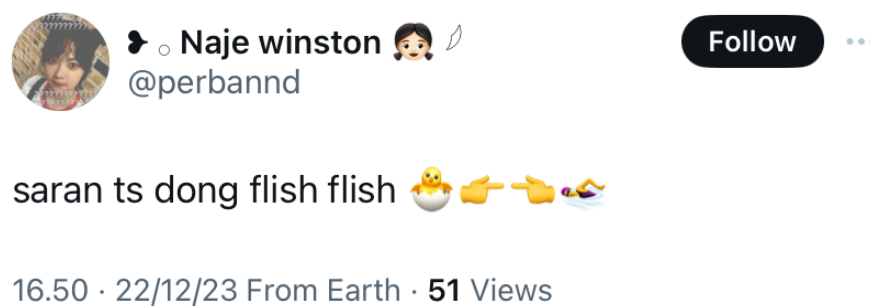 ❥ ○ Naje winston 👧🏻
Follow
@perbannd
saran ts dong flish flish 🐣👉👈🏊‍♀️
16.50 · 22/12/23 From Earth · 51 Views